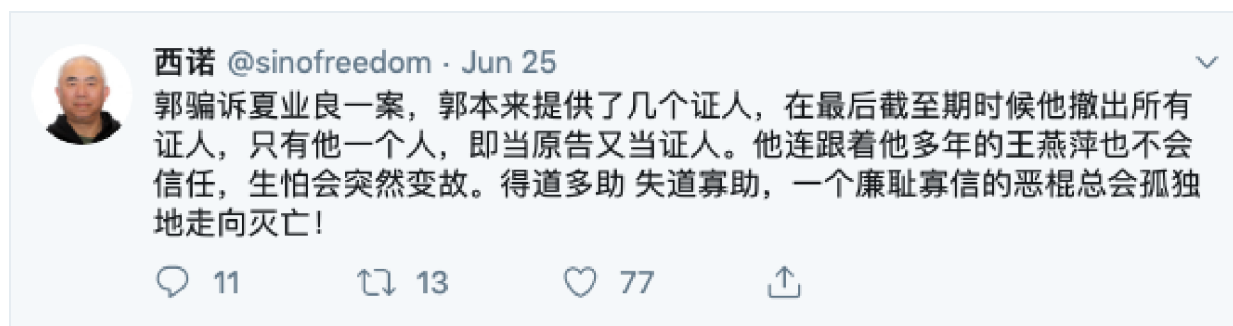 西诺 @sinofreedom · Jun 25
郭骗诉夏业良一案，郭本来提供了几个证人，在最后截至期时候他撤出所有
证人，只有他一个人，即当原告又当证人。他连跟着他多年的王燕萍也不会
信任，生怕会突然变故。得道多助 失道寡助，一个廉耻寡信的恶棍总会孤独
地走向灭亡！
11 13 77